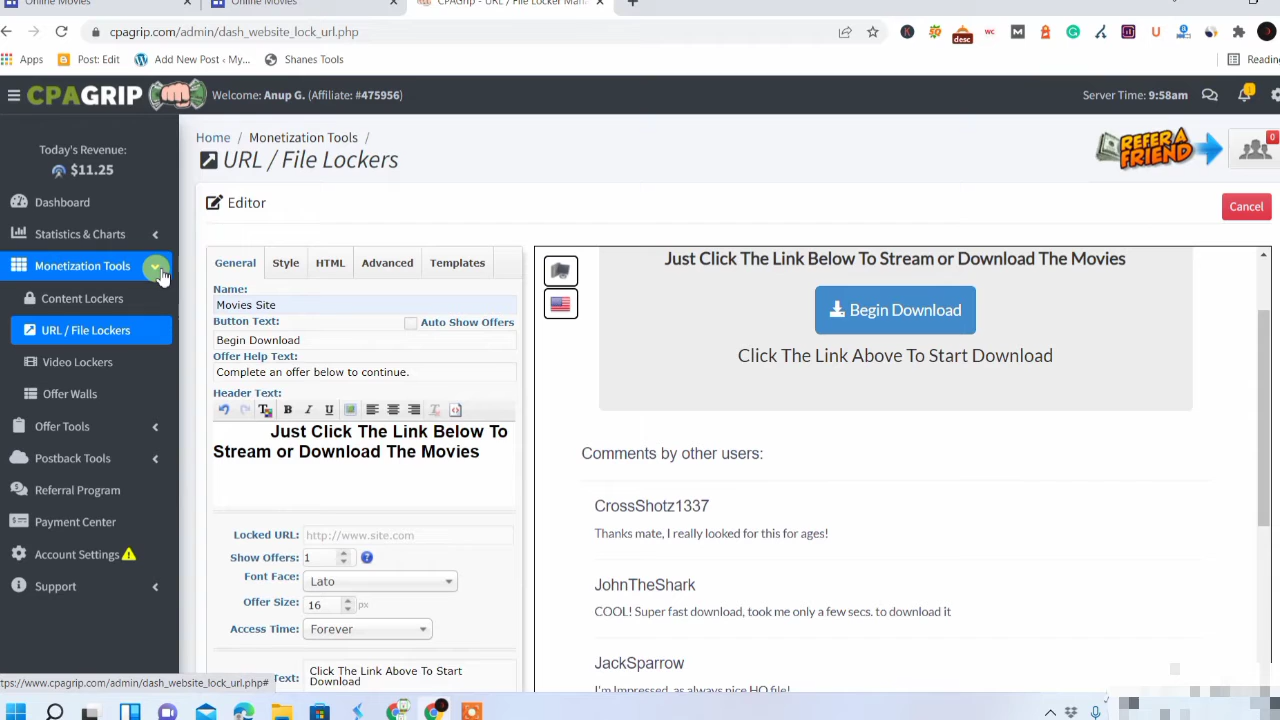 Online Movies
Online Movies
CPAGrip - URL / File Locker Man
cpagrip.com/admin/dash_website_lock_url.php
desc
wc
Apps
Post: Edit
Add New Post ‹ My...
Shanes Tools
Reading
CPAGRIP
Welcome: Anup G. (Affiliate: #475956)
Server Time: 9:58am
1
Today's Revenue:
$11.25
Dashboard
Statistics & Charts
Monetization Tools
Content Lockers
URL / File Lockers
Video Lockers
Offer Walls
Offer Tools
Postback Tools
Referral Program
Payment Center
Account Settings
Support
tps://www.cpagrip.com/admin/dash_website_lock_url.php#
Home / Monetization Tools /
URL / File Lockers
REFER A
FRIEND
0
Editor
Cancel
General
Style
HTML
Advanced
Templates
Name:
Movies Site
Button Text:
Auto Show Offers
Begin Download
Offer Help Text:
Complete an offer below to continue.
Header Text:
B I U
Just Click The Link Below To
Stream or Download The Movies
Locked URL: http://www.site.com
Show Offers: 1
Font Face: Lato
Offer Size: 16 px
Access Time: Forever
Text: Click The Link Above To Start
Download
Just Click The Link Below To Stream or Download The Movies
Begin Download
Click The Link Above To Start Download
Comments by other users:
CrossShotz1337
Thanks mate, I really looked for this for ages!
JohnTheShark
COOL! Super fast download, took me only a few secs. to download it
JackSparrow
I'm Impressed, as always nice HQ file!